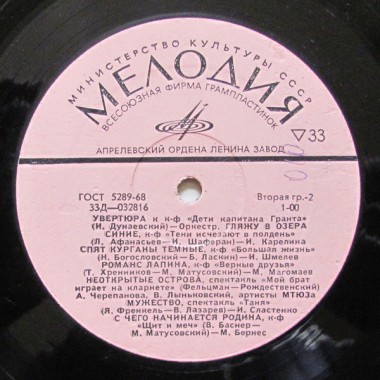 МИНИСТЕРСТВО КУЛЬТУРЫ СССР
МЕЛОДИЯ
ВСЕСОЮЗНАЯ ФИРМА ГРАМПЛАСТИНОК
▽33
АПРЕЛЕВСКИЙ ОРДЕНА ЛЕНИНА ЗАВОД
ГОСТ 5289-68 Вторая гр.-2
33Д—032816 1-00
УВЕРТЮРА к к-ф «Дети капитана Гранта»
(И. Дунаевский)—Оркестр. ГЛЯЖУ В ОЗЕРА
СИНИЕ, к-ф «Тени исчезают в полдень»
(Л. Афанасьев—И. Шаферан) И. Карелина
СПЯТ КУРГАНЫ ТЕМНЫЕ, к-ф «Большая жизнь»
(Н. Богословский—Б. Ласкин) И. Шмелев
РОМАНС ЛАПИНА, к-ф «Верные друзья»
(Т. Хренников—М. Матусовский) М. Магомаев
НЕОТКРЫТЫЕ ОСТРОВА, спектакль «Мой брат
играет на кларнете» (Фельцман—Рождественский)
А. Черепанова, В. Лыньковский, артисты МТЮЗа
МУЖЕСТВО, спектакль «Таня»
(Я. Френкель—В. Лазарев) И. Сластенко
С ЧЕГО НАЧИНАЕТСЯ РОДИНА, к-ф
«Щит и меч» (В. Баснер—
М. Матусовский) М. Бернес